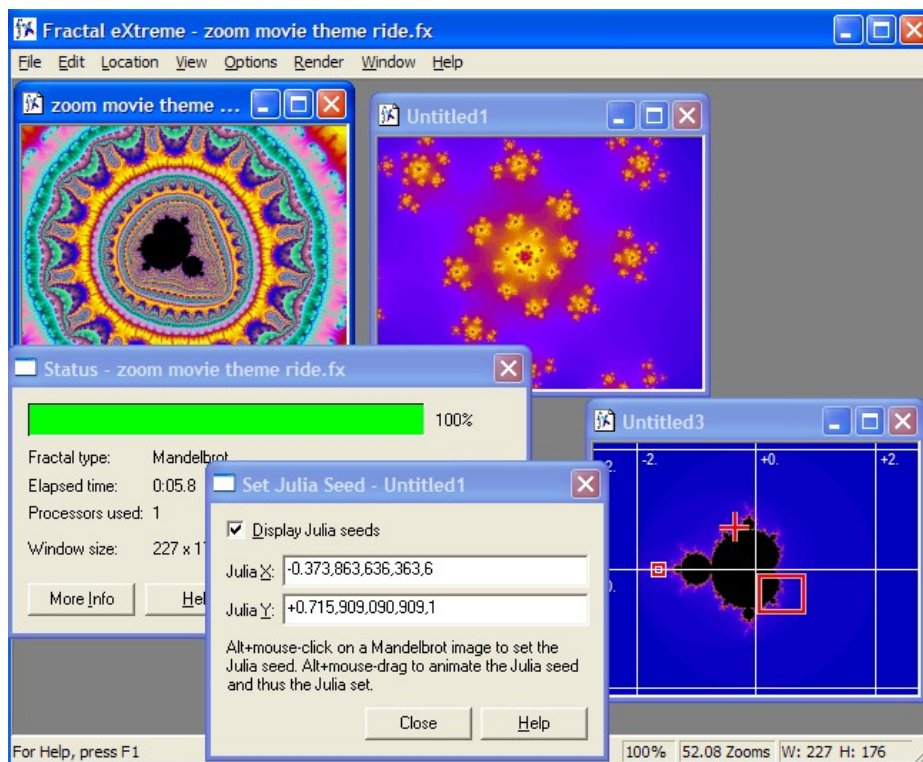 Fractal eXtreme - zoom movie theme ride.fx
File Edit Location View Options Render Window Help
zoom movie theme ...
Untitled1
Status - zoom movie theme ride.fx
100%
Fractal type: Mandelbrot
Elapsed time: 0:05.8
Processors used: 1
Window size: 227 x 17
More Info
Hel
Set Julia Seed - Untitled1
Display Julia seeds
Julia X: -0.373,863,636,363,6
Julia Y: +0.715,909,090,909,1
Alt+mouse-click on a Mandelbrot image to set the
Julia seed. Alt+mouse-drag to animate the Julia seed
and thus the Julia set.
Close Help
Untitled3
2. -2. +0. +2.
0.
For Help, press F1
100% 52.08 Zooms W: 227 H: 176